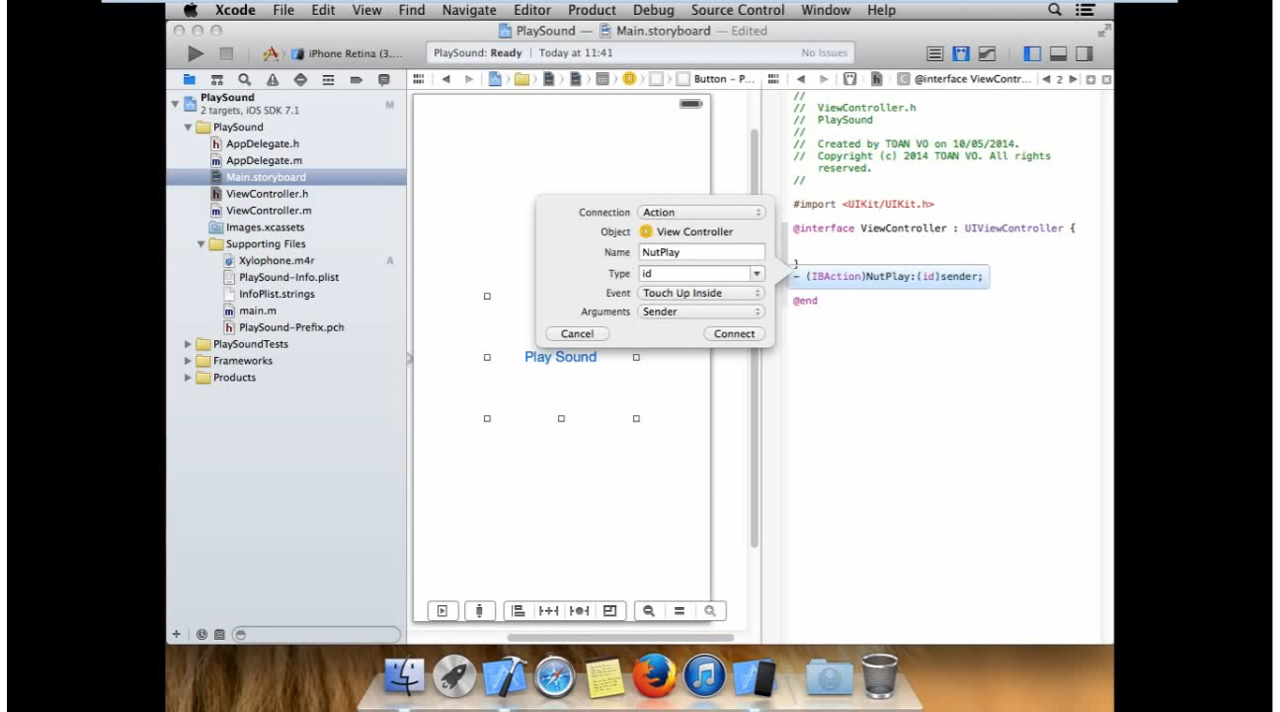 Xcode File Edit View Find Navigate Editor Product Debug Source Control Window Help
PlaySound — Main.storyboard — Edited
iPhone Retina (3.... PlaySound: Ready | Today at 11:41 No Issues
Button – P... @interface ViewContr... 2
PlaySound M
2 targets, iOS SDK 7.1
PlaySound
AppDelegate.h
AppDelegate.m
Main.storyboard
ViewController.h
ViewController.m
Images.xcassets
Supporting Files
Xylophone.m4r A
PlaySound-Info.plist
InfoPlist.strings
main.m
PlaySound-Prefix.pch
PlaySoundTests
Frameworks
Products
Connection Action
Object View Controller
Name NutPlay
Type id
Event Touch Up Inside
Arguments Sender
Cancel Connect
Play Sound
//
// ViewController.h
// PlaySound
//
// Created by TOAN VO on 10/05/2014.
// Copyright (c) 2014 TOAN VO. All rights
reserved.
//
#import <UIKit/UIKit.h>
@interface ViewController : UIViewController {
}
- (IBAction)NutPlay:(id)sender;
@end